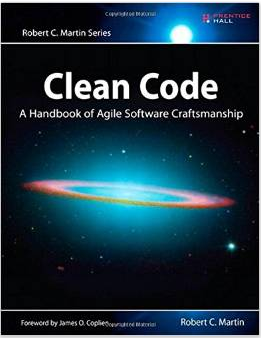 Robert C. Martin Series
PRENTICE
HALL
Clean Code
A Handbook of Agile Software Craftsmanship
Foreword by James O. Coplien
Robert C. Martin